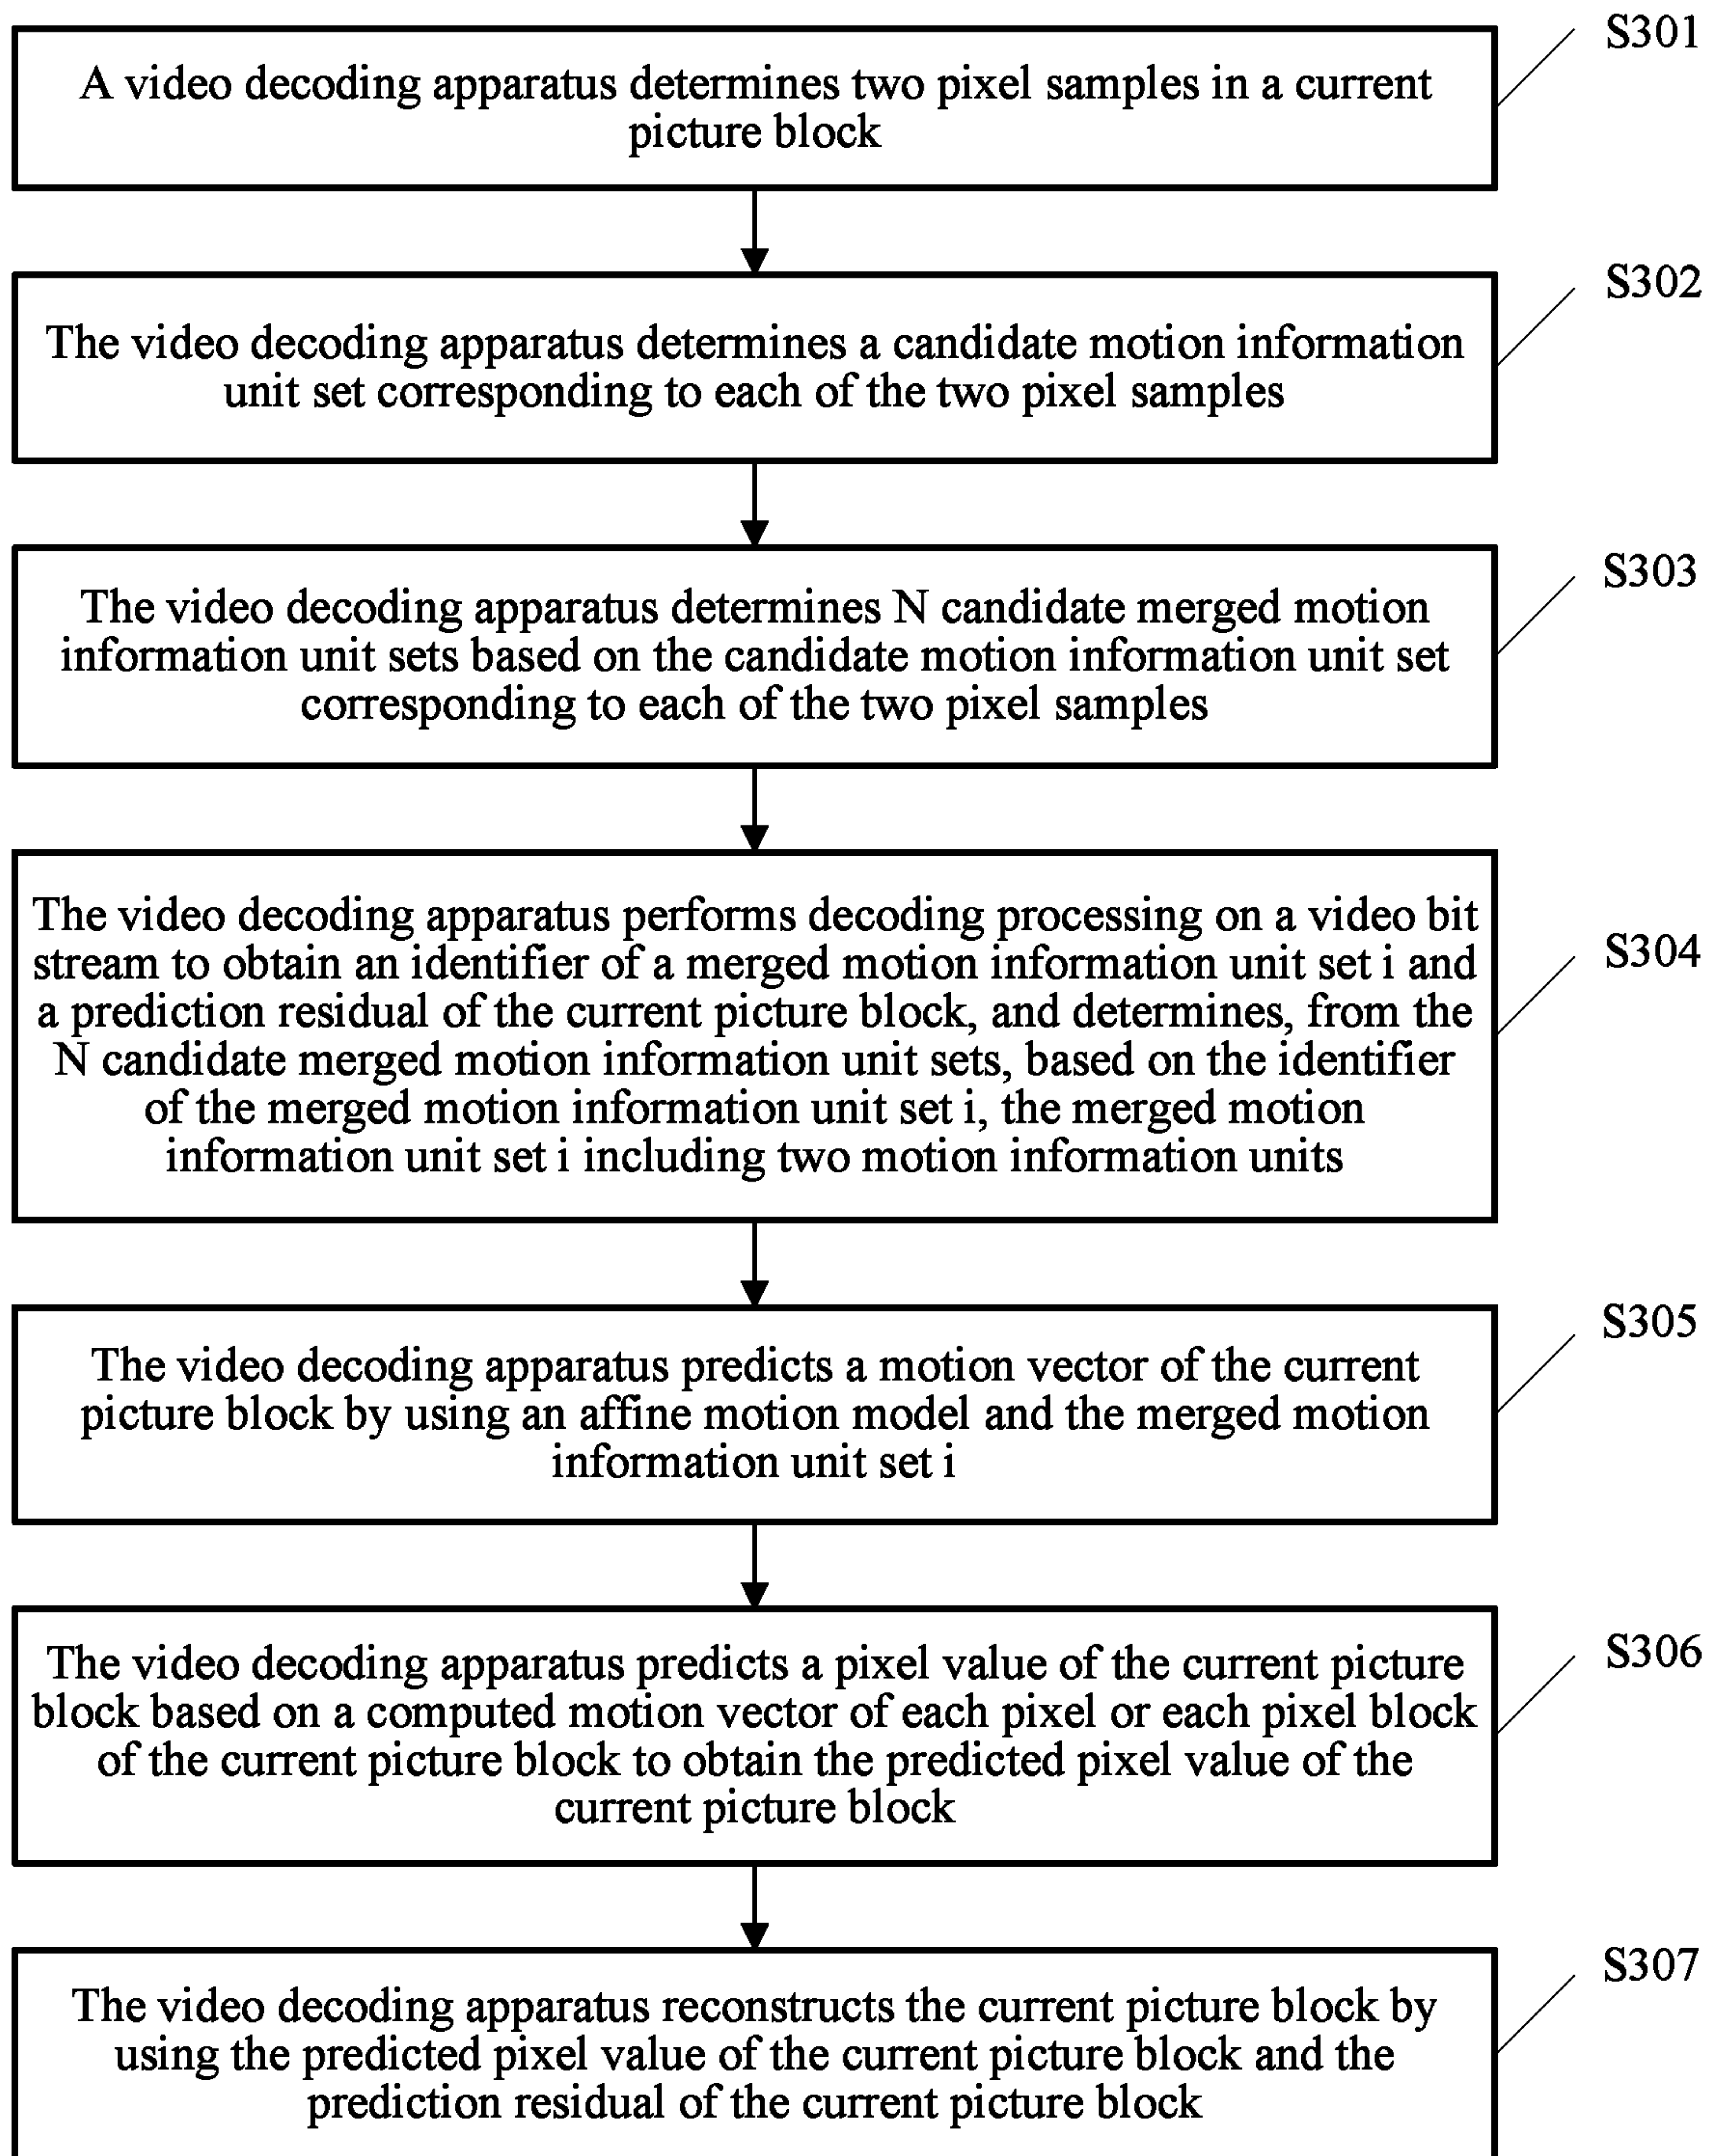 S301
A video decoding apparatus determines two pixel samples in a current
picture block
S302
The video decoding apparatus determines a candidate motion information
unit set corresponding to each of the two pixel samples
S303
The video decoding apparatus determines N candidate merged motion
information unit sets based on the candidate motion information unit set
corresponding to each of the two pixel samples
S304
The video decoding apparatus performs decoding processing on a video bit
stream to obtain an identifier of a merged motion information unit set i and
a prediction residual of the current picture block, and determines, from the
N candidate merged motion information unit sets, based on the identifier
of the merged motion information unit set i, the merged motion
information unit set i including two motion information units
S305
The video decoding apparatus predicts a motion vector of the current
picture block by using an affine motion model and the merged motion
information unit set i
S306
The video decoding apparatus predicts a pixel value of the current picture
block based on a computed motion vector of each pixel or each pixel block
of the current picture block to obtain the predicted pixel value of the
current picture block
S307
The video decoding apparatus reconstructs the current picture block by
using the predicted pixel value of the current picture block and the
prediction residual of the current picture block